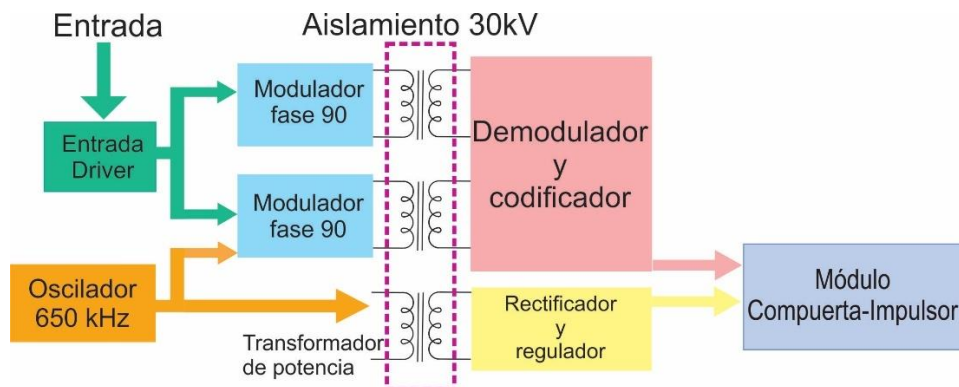 Entrada
Aislamiento 30kV
Modulador
fase 90
Entrada
Driver
Demodulador
y
codificador
Modulador
fase 90
Oscilador
650 kHz
Transformador
de potencia
Rectificador
y
regulador
Módulo
Compuerta-Impulsor